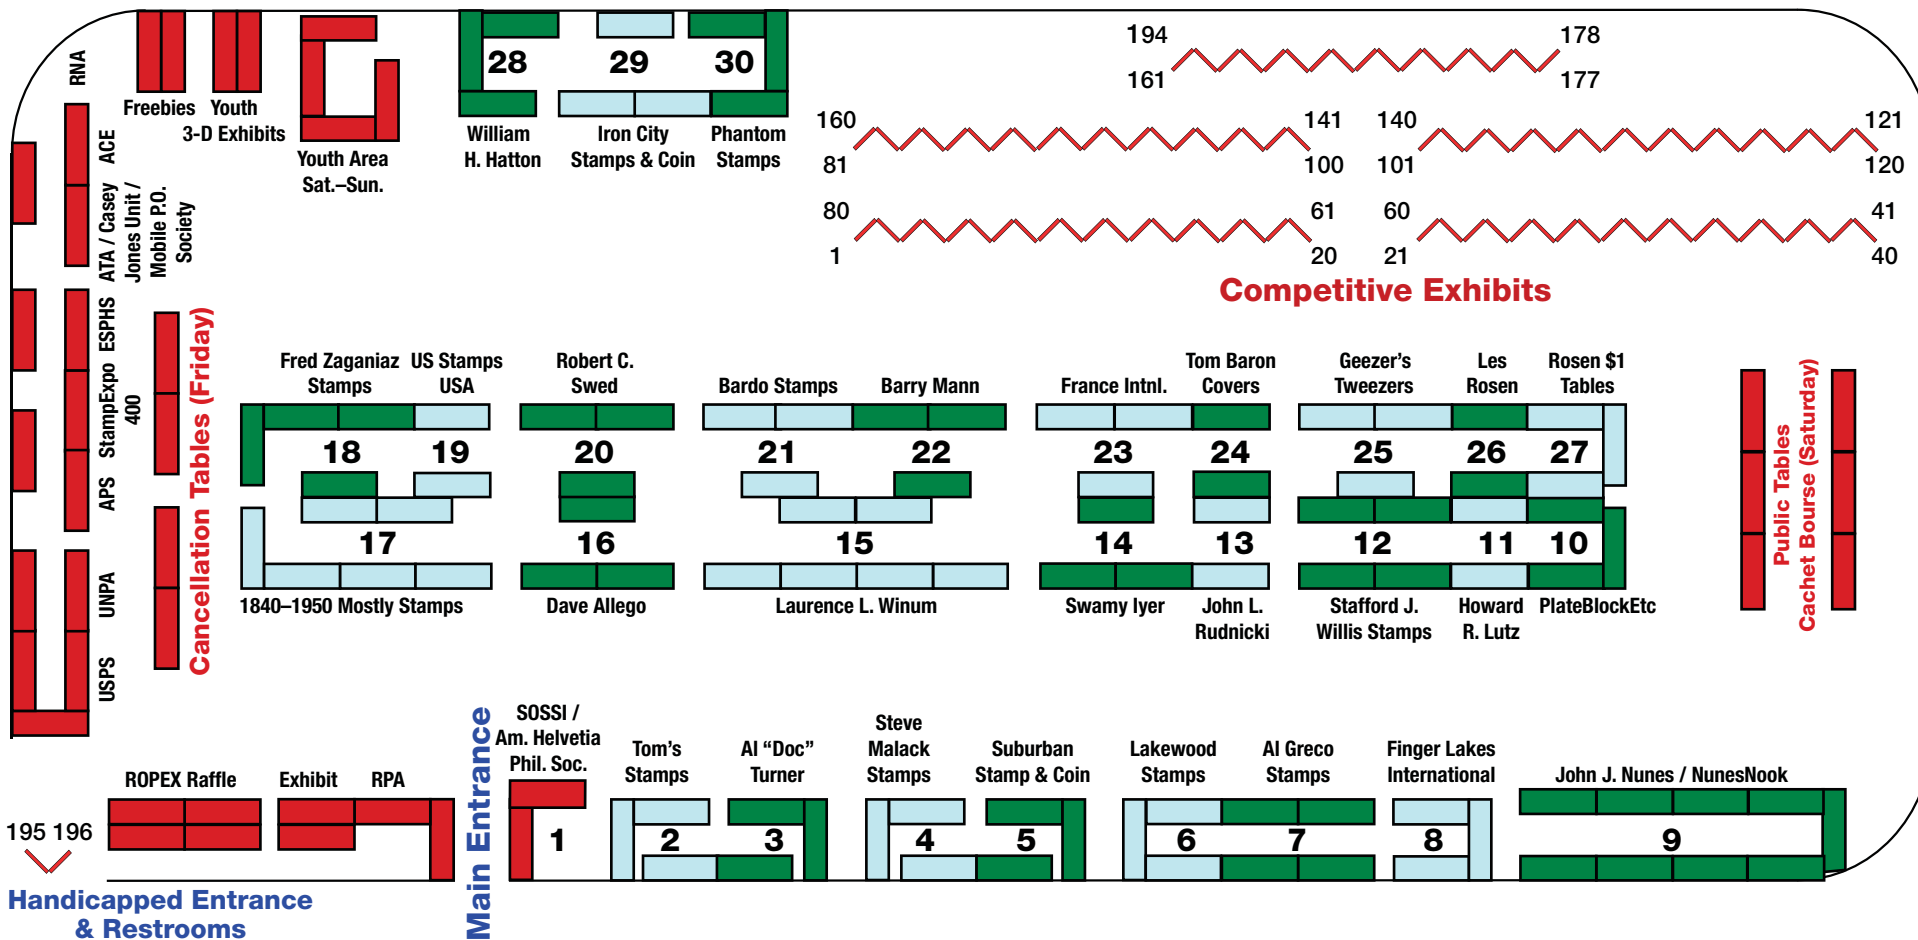 RNA
ACE
ATA / Casey
Jones Unit /
Mobile P.O.
Society
ESPHS
StampExpo
400
APS
UNPA
USPS
Freebies
Youth
3-D Exhibits
Youth Area
Sat.–Sun.
28
29
30
William
H. Hatton
Iron City
Stamps & Coin
Phantom
Stamps
194
178
161
177
160
141
140
121
81
100
101
120
80
61
60
41
1
20
21
40
Competitive Exhibits
Cancellation Tables (Friday)
Fred Zaganiaz
Stamps
US Stamps
USA
Robert C.
Swed
Bardo Stamps
Barry Mann
France Intnl.
Tom Baron
Covers
Geezer's
Tweezers
Les
Rosen
Rosen $1
Tables
18
19
20
21
22
23
24
25
26
27
17
16
15
14
13
12
11
10
1840–1950 Mostly Stamps
Dave Allego
Laurence L. Winum
Swamy Iyer
John L.
Rudnicki
Stafford J.
Willis Stamps
Howard
R. Lutz
PlateBlockEtc
Public Tables
Cachet Bourse (Saturday)
ROPEX Raffle
Exhibit
RPA
195 196
Handicapped Entrance
& Restrooms
Main Entrance
SOSSI /
Am. Helvetia
Phil. Soc.
Tom's
Stamps
Al “Doc”
Turner
Steve
Malack
Stamps
Suburban
Stamp & Coin
Lakewood
Stamps
Al Greco
Stamps
Finger Lakes
International
John J. Nunes / NunesNook
1
2
3
4
5
6
7
8
9